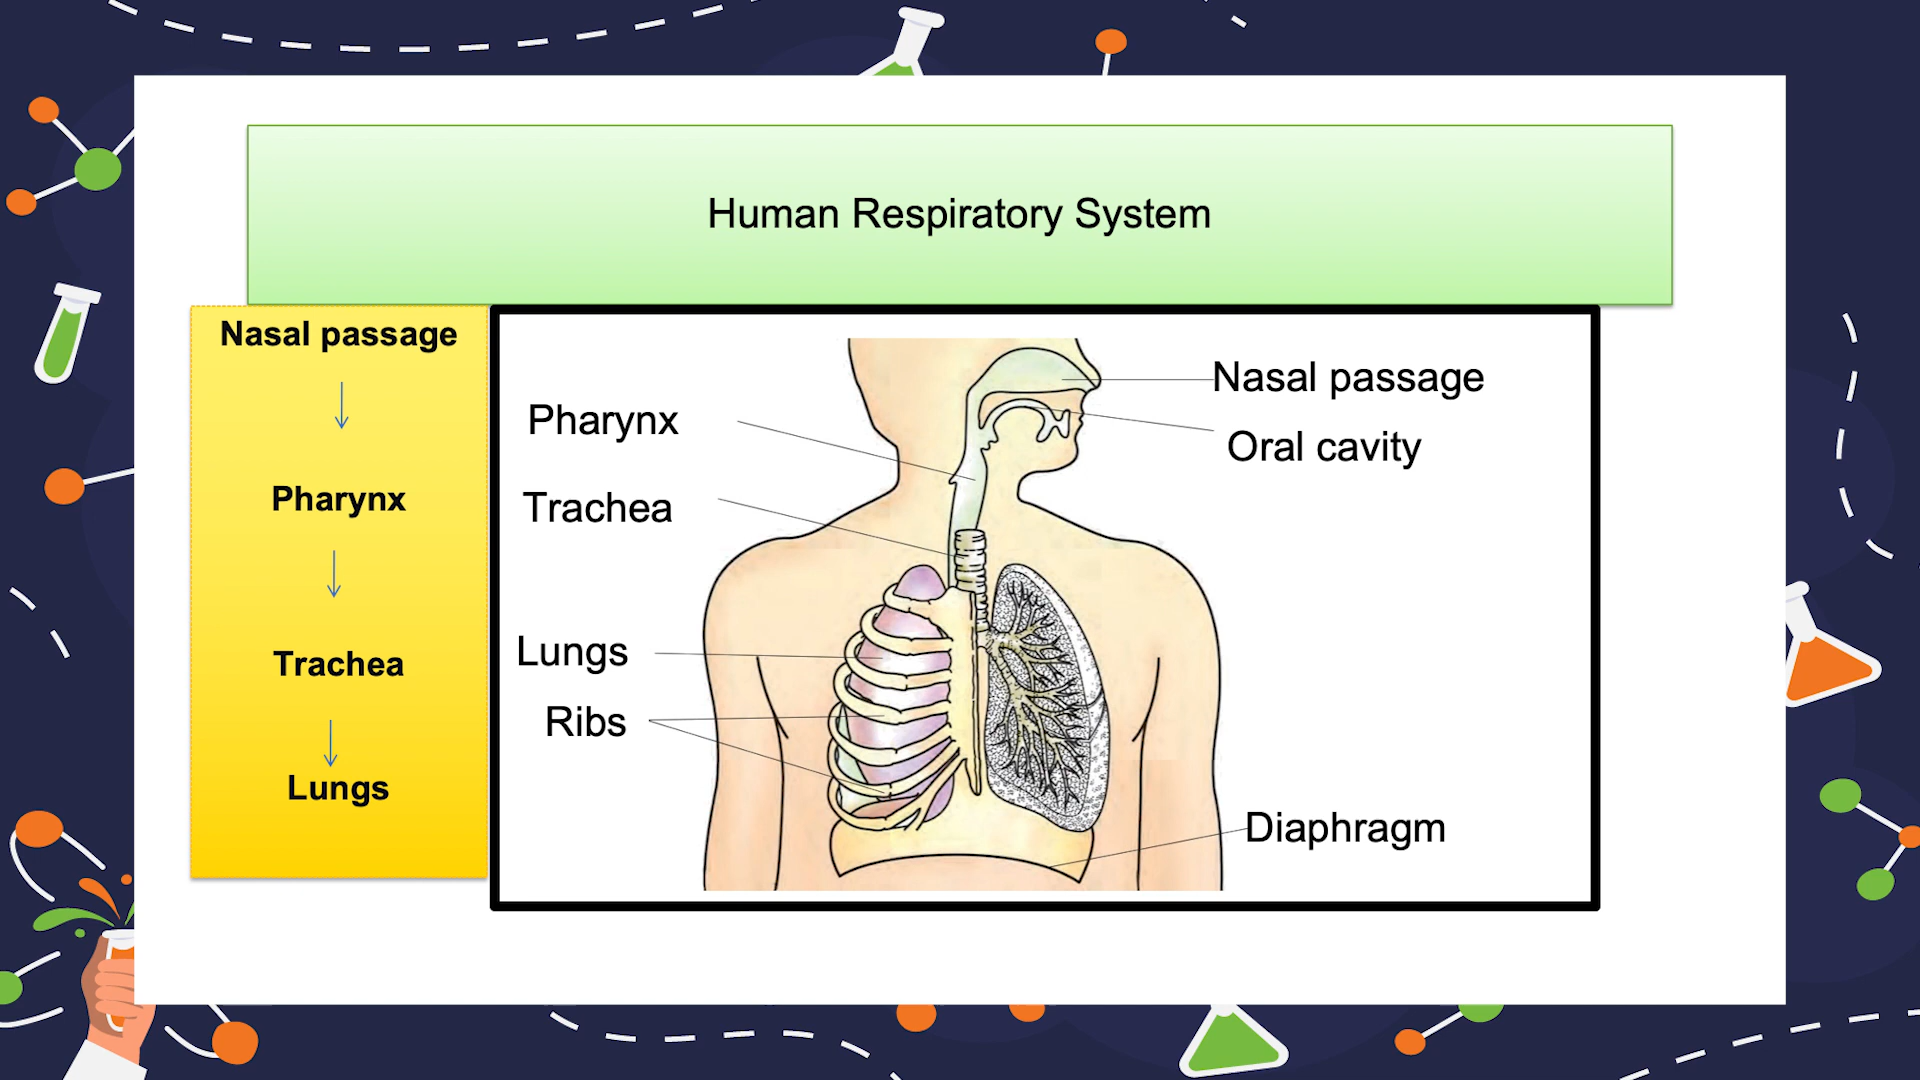 Human Respiratory System
Nasal passage
Pharynx
Trachea
Lungs
Pharynx
Trachea
Lungs
Ribs
Nasal passage
Oral cavity
Diaphragm